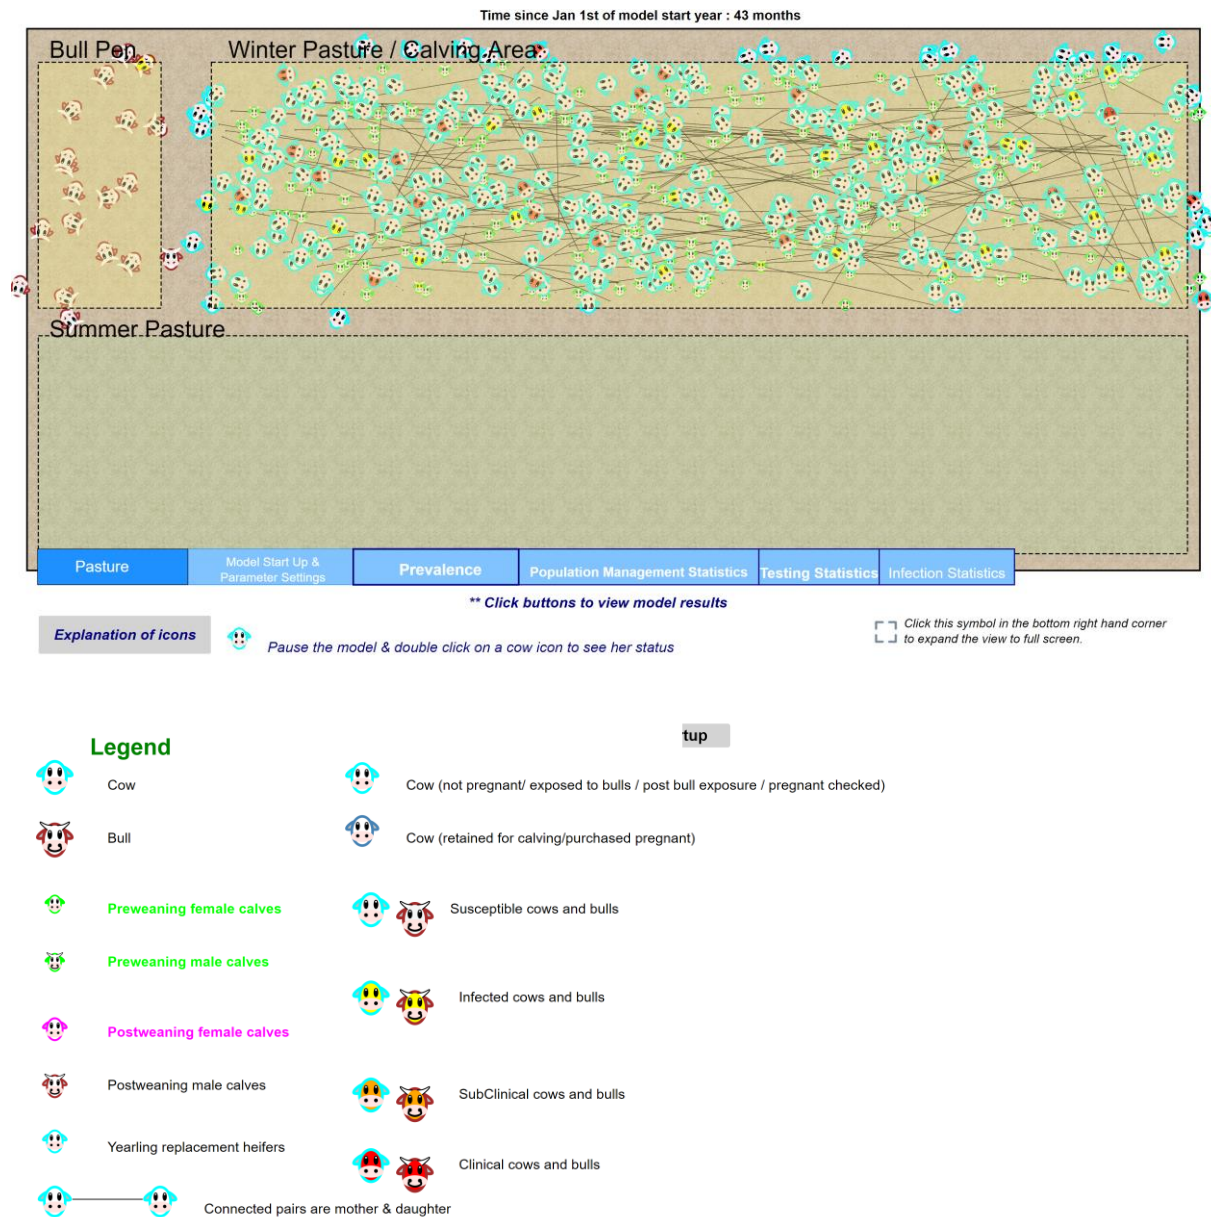 Time since Jan 1st of model start year : 43 months
Bull Pen
Winter Pasture / Calving Area
Summer Pasture
Pasture
Model Start Up &
Parameter Settings
Prevalence
Population Management Statistics
Testing Statistics
Infection Statistics
** Click buttons to view model results
Explanation of icons
Pause the model & double click on a cow icon to see her status
Click this symbol in the bottom right hand corner
to expand the view to full screen.
tup
Legend
Cow
Cow (not pregnant/ exposed to bulls / post bull exposure / pregnant checked)
Bull
Cow (retained for calving/purchased pregnant)
Preweaning female calves
Susceptible cows and bulls
Preweaning male calves
Infected cows and bulls
Postweaning female calves
Postweaning male calves
SubClinical cows and bulls
Yearling replacement heifers
Clinical cows and bulls
Connected pairs are mother & daughter